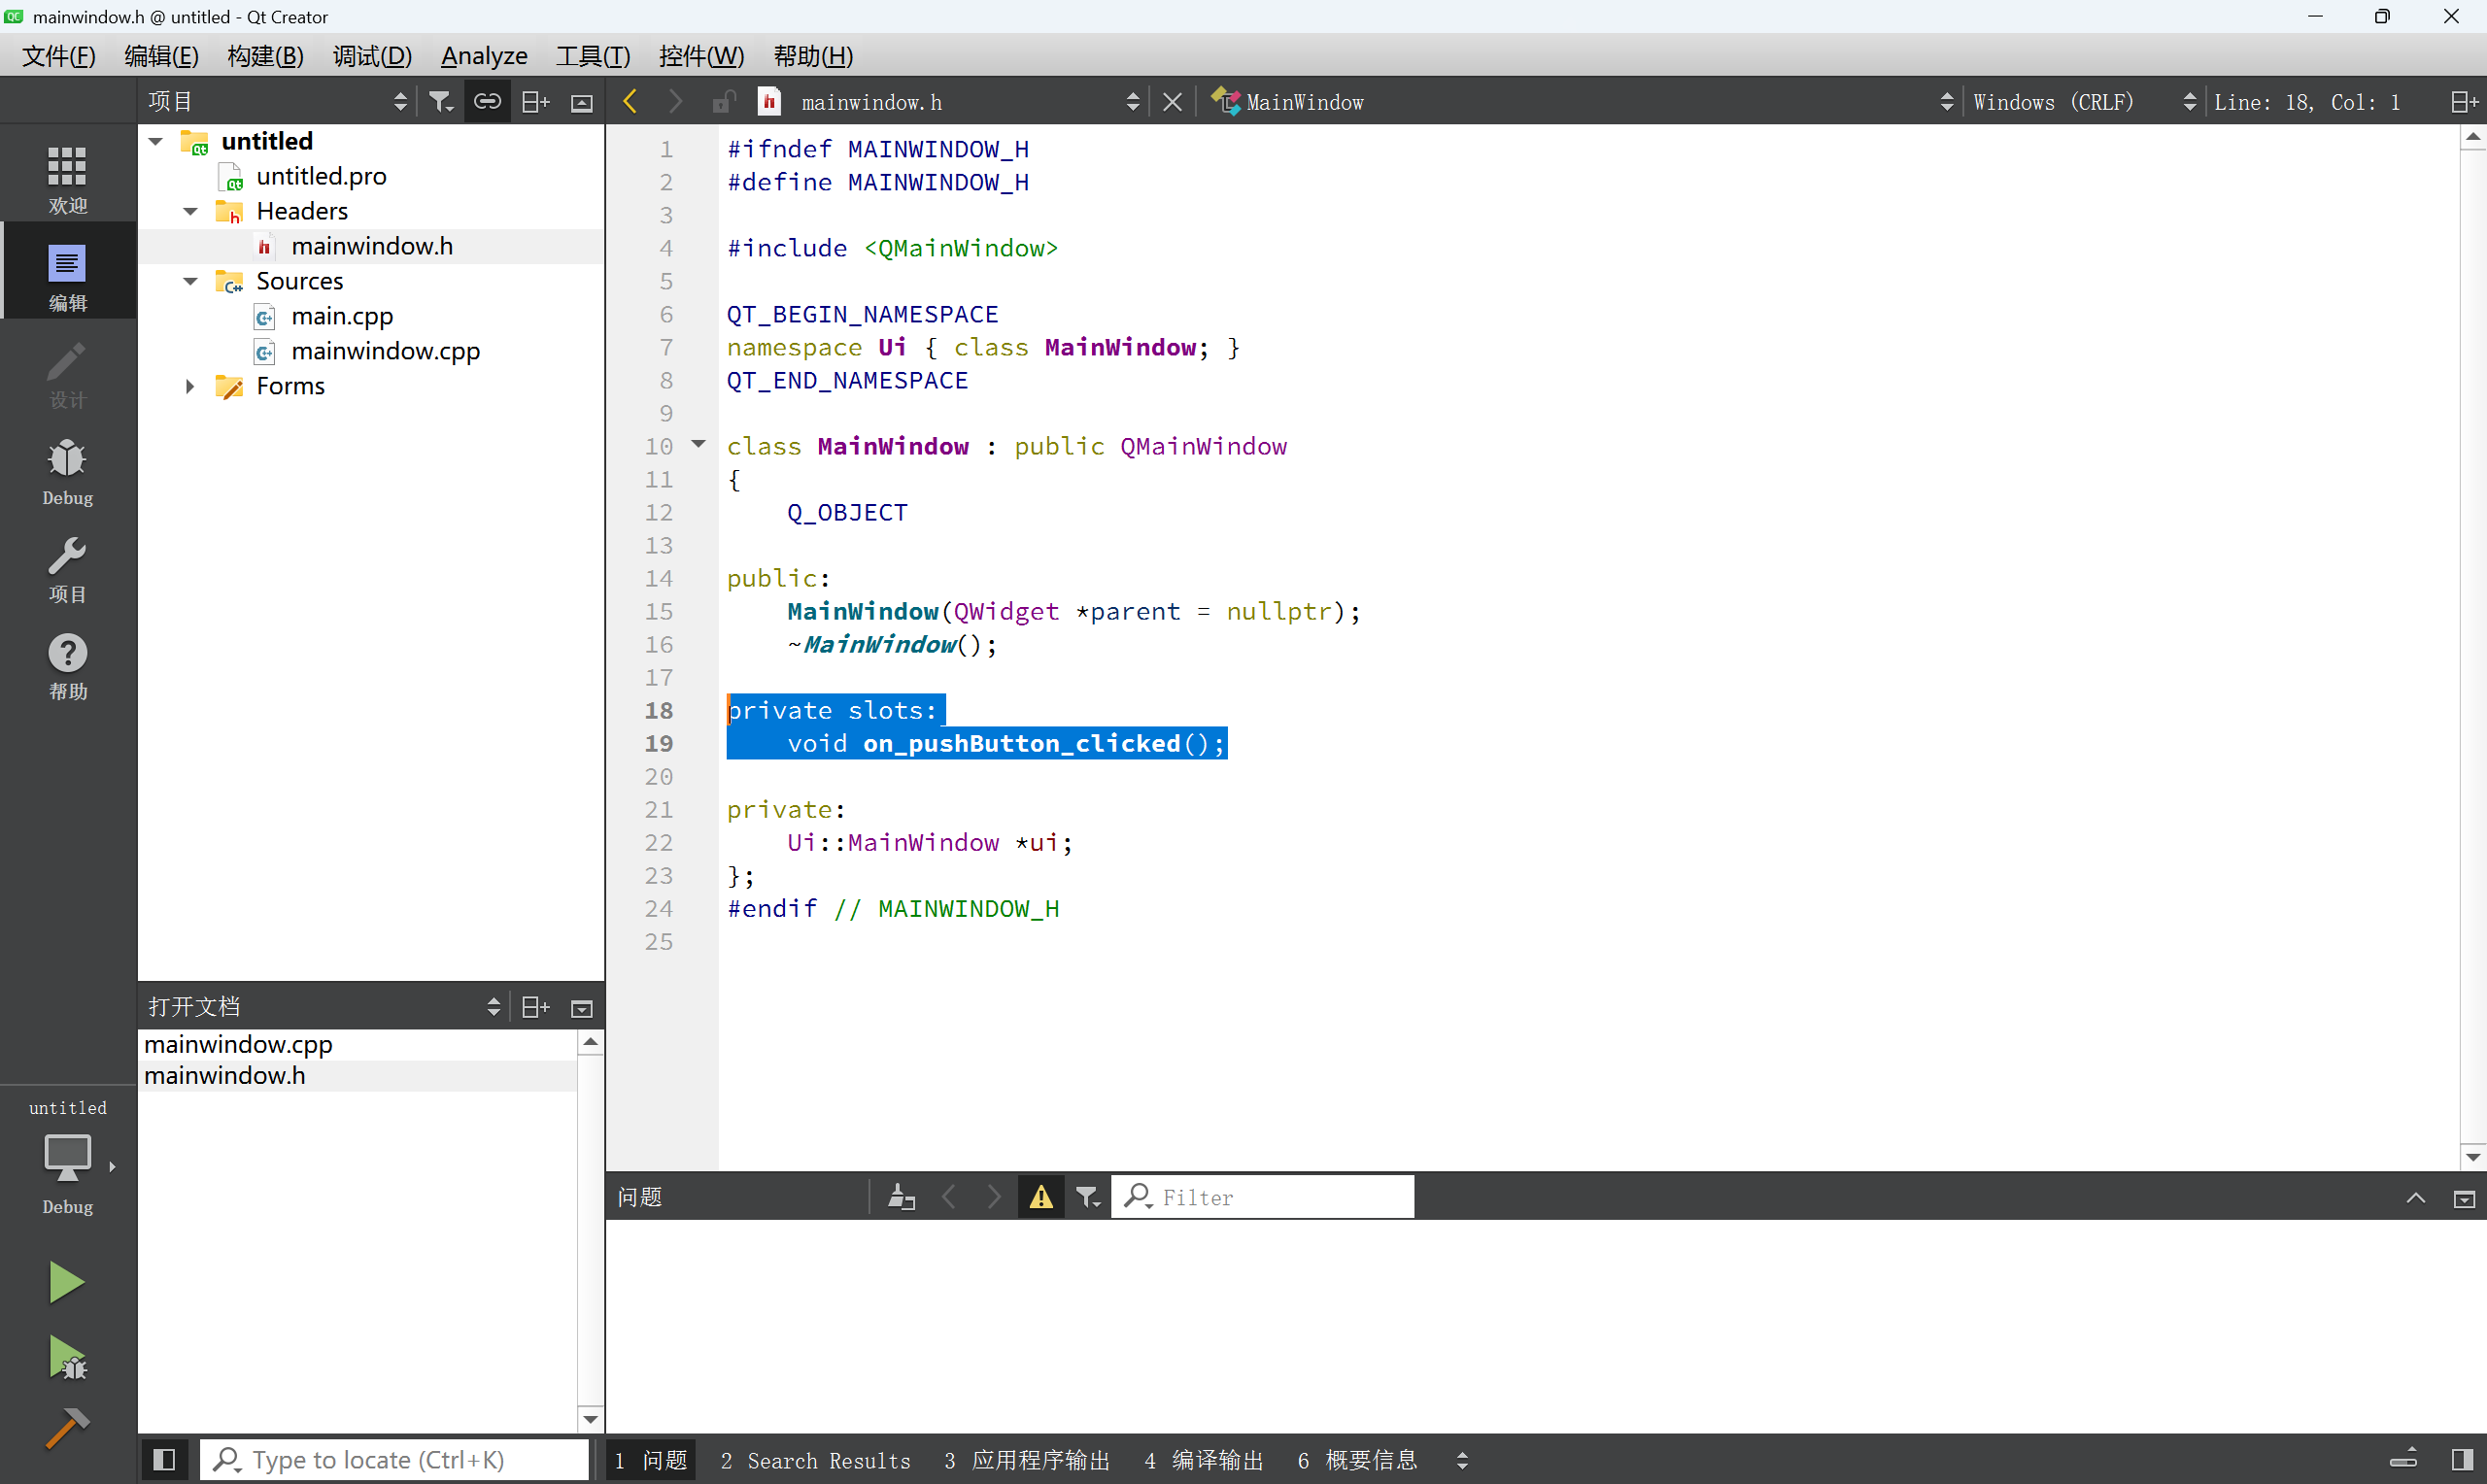 mainwindow.h @ untitled - Qt Creator
文件(F) 编辑(E) 构建(B) 调试(D) Analyze 工具(T) 控件(W) 帮助(H)
项目
mainwindow.h
MainWindow
Windows (CRLF)
Line: 18, Col: 1
欢迎
编辑
设计
Debug
项目
帮助
untitled
Debug
untitled
untitled.pro
Headers
mainwindow.h
Sources
main.cpp
mainwindow.cpp
Forms
打开文档
mainwindow.cpp
mainwindow.h
1 #ifndef MAINWINDOW_H
2 #define MAINWINDOW_H
3
4 #include <QMainWindow>
5
6 QT_BEGIN_NAMESPACE
7 namespace Ui { class MainWindow; }
8 QT_END_NAMESPACE
9
10 class MainWindow : public QMainWindow
11 {
12     Q_OBJECT
13
14 public:
15     MainWindow(QWidget *parent = nullptr);
16     ~MainWindow();
17
18 private slots:
19     void on_pushButton_clicked();
20
21 private:
22     Ui::MainWindow *ui;
23 };
24 #endif // MAINWINDOW_H
25
问题
Filter
Type to locate (Ctrl+K)
1 问题 2 Search Results 3 应用程序输出 4 编译输出 6 概要信息